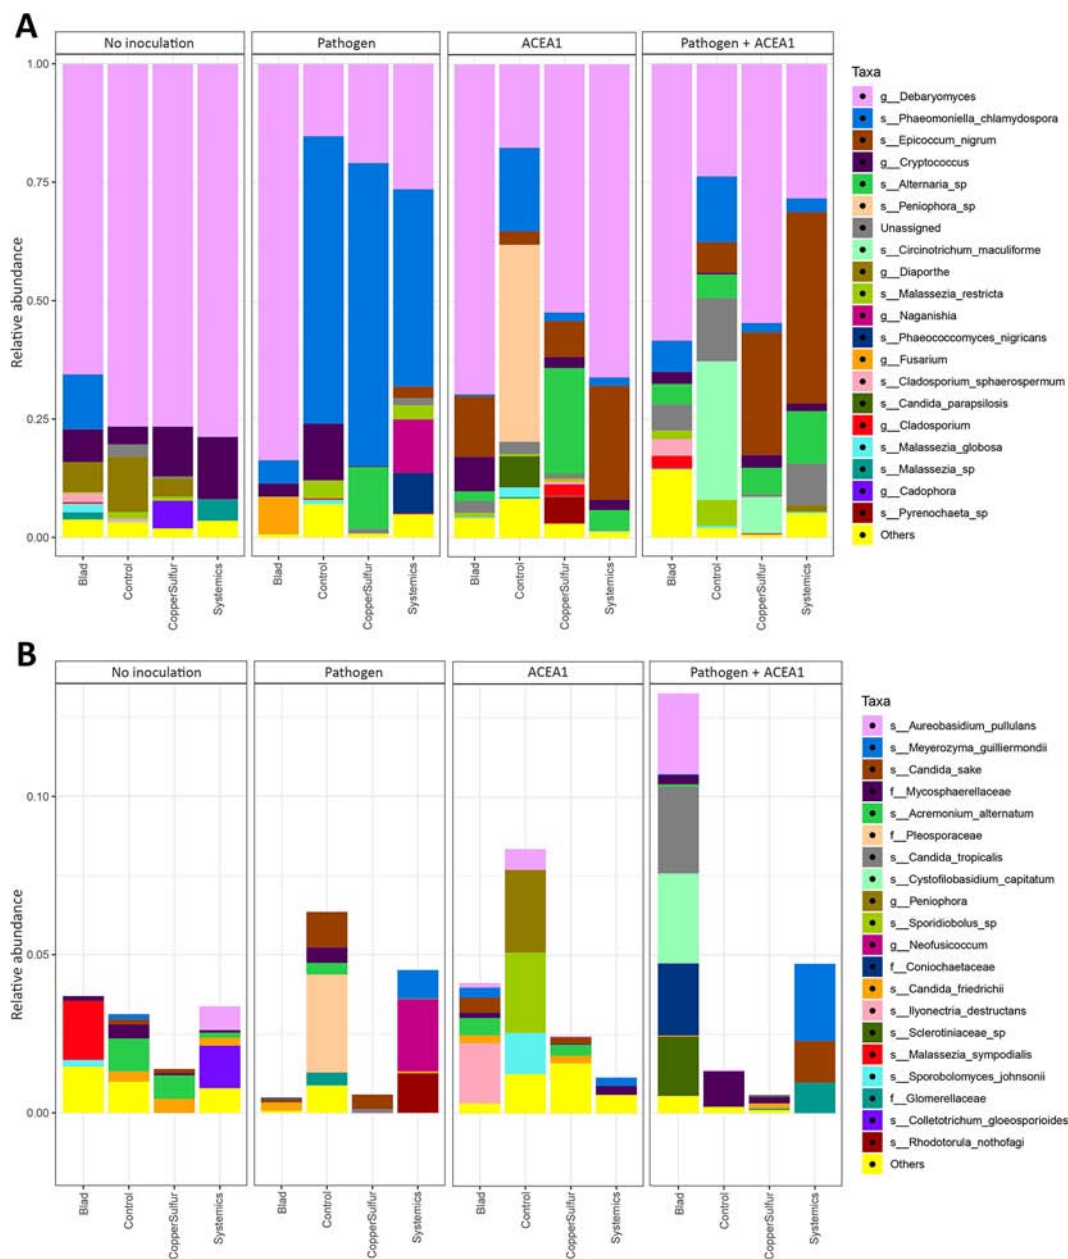 A
No inoculation
Pathogen
ACEA1
Pathogen + ACEA1
1.00
0.75
0.50
0.25
0.00
Relative abundance
Blad
Control
CopperSulfur
Systemics
Blad
Control
CopperSulfur
Systemics
Blad
Control
CopperSulfur
Systemics
Blad
Control
CopperSulfur
Systemics
Taxa
g__Debaryomyces
s__Phaeomoniella_chlamydospora
s__Epicoccum_nigrum
g__Cryptococcus
s__Alternaria_sp
s__Peniophora_sp
Unassigned
s__Circinotrichum_maculiforme
g__Diaporthe
s__Malassezia_restricta
g__Naganishia
s__Phaeococcomyces_nigricans
g__Fusarium
s__Cladosporium_sphaerospermum
s__Candida_parapsilosis
g__Cladosporium
s__Malassezia_globosa
s__Malassezia_sp
g__Cadophora
s__Pyrenochaeta_sp
Others
B
No inoculation
Pathogen
ACEA1
Pathogen + ACEA1
0.10
0.05
0.00
Relative abundance
Blad
Control
CopperSulfur
Systemics
Blad
Control
CopperSulfur
Systemics
Blad
Control
CopperSulfur
Systemics
Blad
Control
CopperSulfur
Systemics
Taxa
s__Aureobasidium_pullulans
s__Meyerozyma_guilliermondii
s__Candida_sake
f__Mycosphaerellaceae
s__Acremonium_alternatum
f__Pleosporaceae
s__Candida_tropicalis
s__Cystofilobasidium_capitatum
g__Peniophora
s__Sporidiobolus_sp
g__Neofusicoccum
f__Coniochaetaceae
s__Candida_friedrichii
s__Ilyonectria_destructans
s__Sclerotiniaceae_sp
s__Malassezia_sympodialis
s__Sporobolomyces_johnsonii
f__Glomerellaceae
s__Colletotrichum_gloeosporioides
s__Rhodotorula_nothofagi
Others